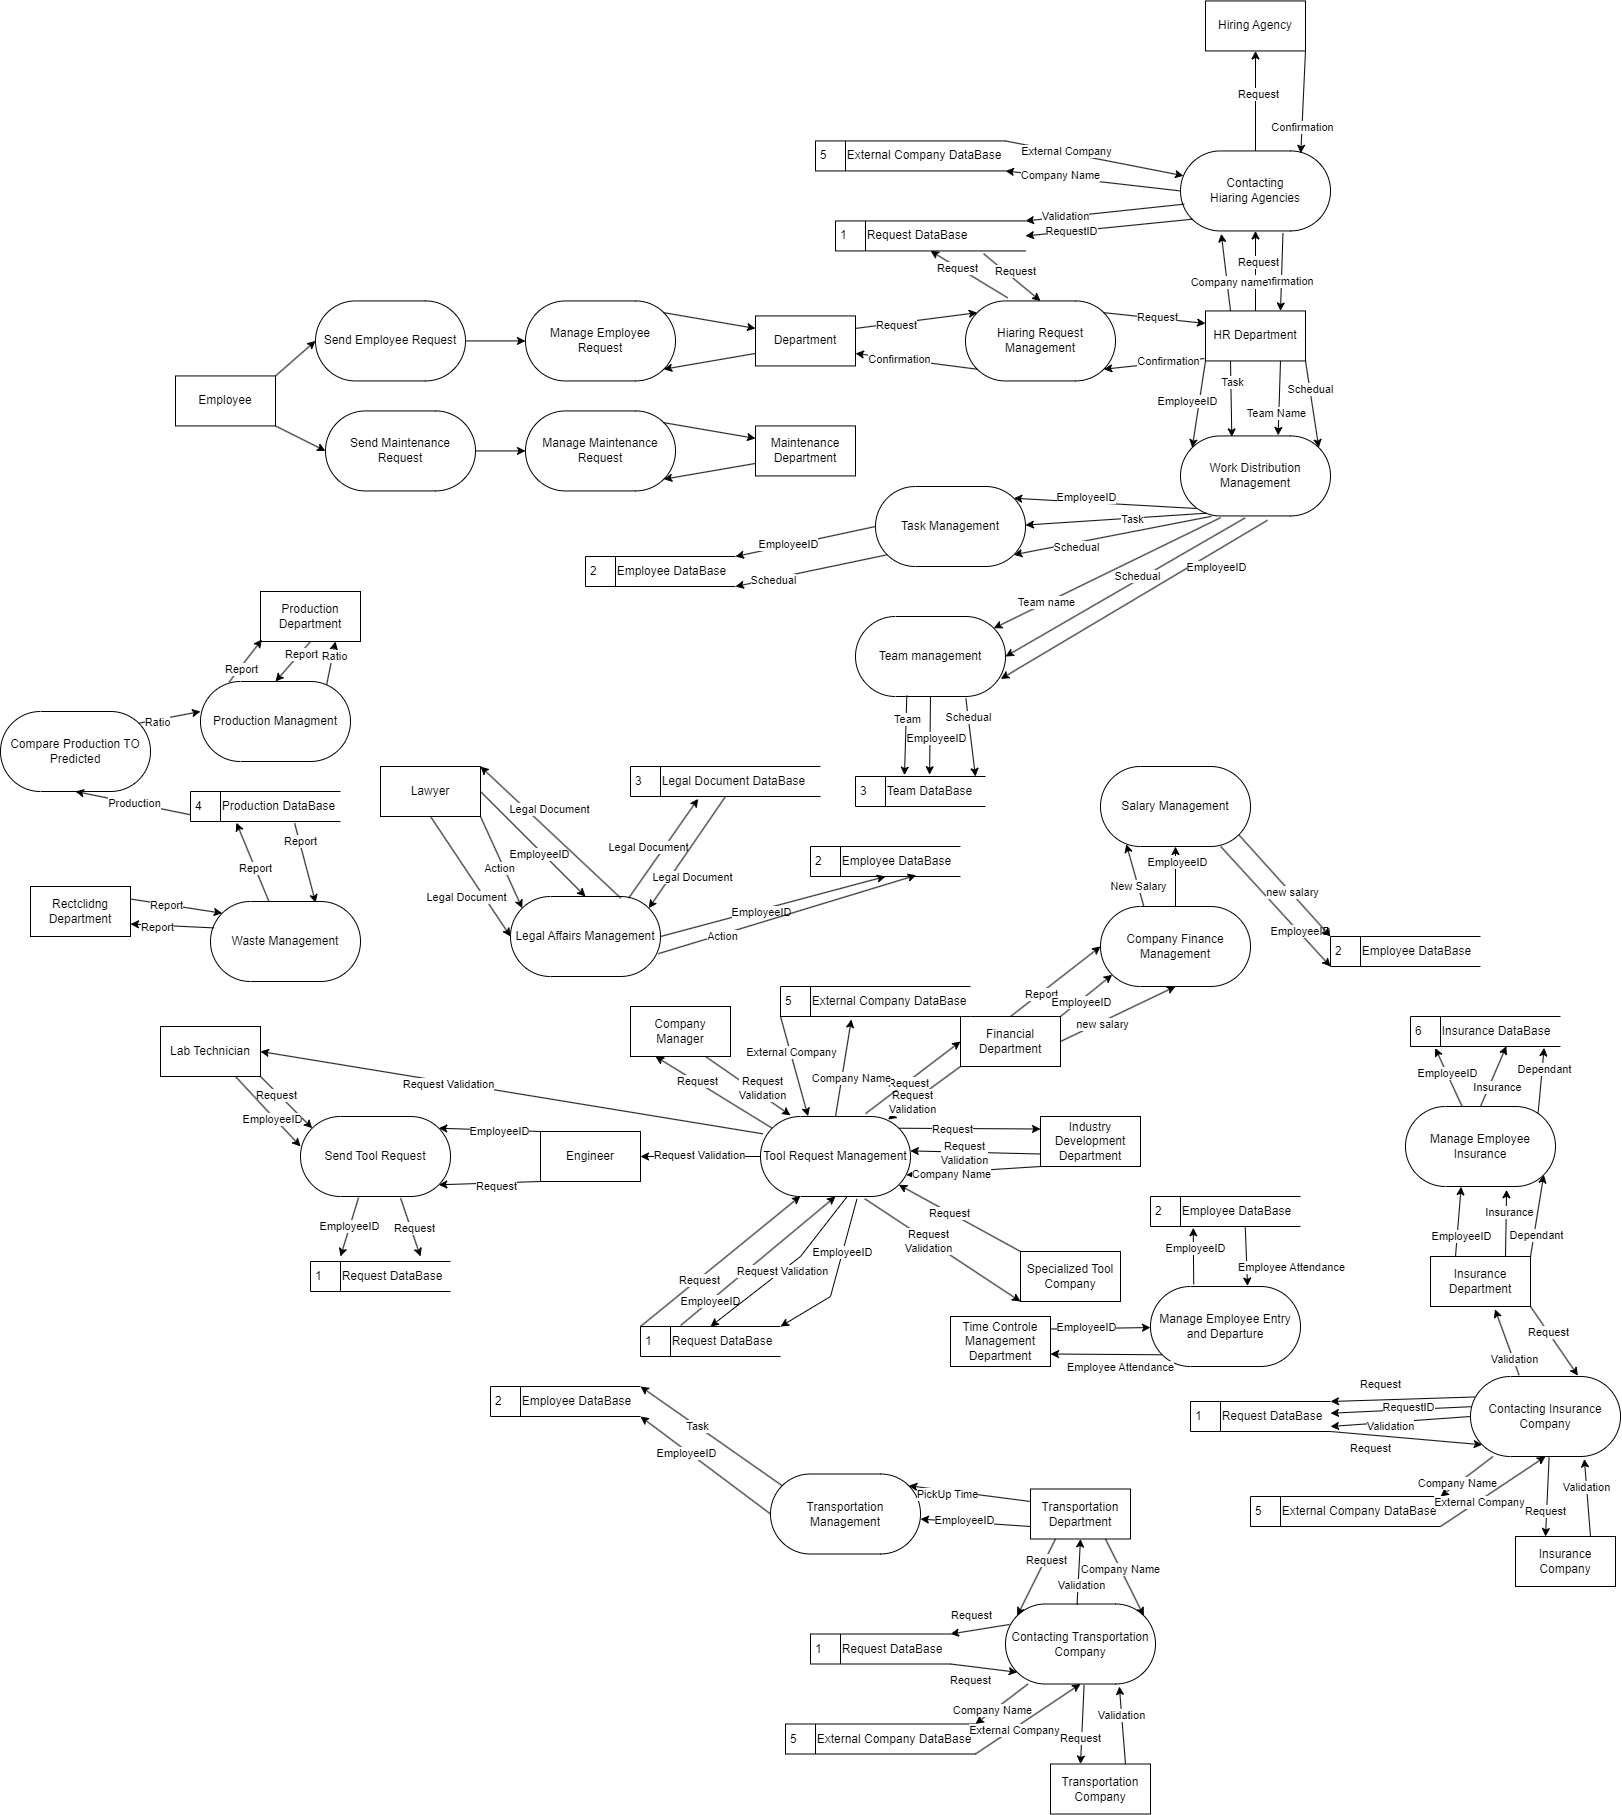 Hiring Agency
Request
Confirmation
5
External Company DataBase
External Company
Company Name
Contacting
Hiaring Agencies
Validation
RequestID
1
Request DataBase
Request
Request
Request
Company name
nfirmation
Send Employee Request
Manage Employee
Request
Department
Request
Confirmation
Hiaring Request
Management
Request
Confirmation
HR Department
Employee
Send Maintenance
Request
Manage Maintenance
Request
Maintenance
Department
EmployeeID
Task
Team Name
Schedual
Work Distribution
Management
EmployeeID
Task
Schedual
Task Management
EmployeeID
Schedual
2
Employee DataBase
Team name
Schedual
EmployeeID
Team management
Team
EmployeeID
Schedual
3
Team DataBase
Production
Department
Report
Report
Ratio
Production Managment
Ratio
Compare Production TO
Predicted
Production
4
Production DataBase
Report
Report
Rectclidng
Department
Report
Report
Waste Management
Lawyer
Legal Document
EmployeeID
Action
Legal Document
3
Legal Document DataBase
Legal Document
Legal Document
Legal Affairs Management
EmployeeID
Action
2
Employee DataBase
Salary Management
EmployeeID
New Salary
new salary
EmployeeID
2
Employee DataBase
Company Finance
Management
Report
EmployeeID
new salary
Financial
Department
5
External Company DataBase
External Company
Company Name
Request
Request
Validation
Company
Manager
Request
Request
Validation
Lab Technician
Request Validation
Request
EmployeeID
Send Tool Request
EmployeeID
Request
Engineer
Request Validation
Tool Request Management
Request
Request
Validation
Company Name
Industry
Development
Department
EmployeeID
Request
1
Request DataBase
Request
EmployeeID
Request Validation
EmployeeID
1
Request DataBase
Request
Request
Validation
Specialized Tool
Company
2
Employee DataBase
EmployeeID
Employee Attendance
Time Controle
Management
Department
EmployeeID
Employee Attendance
Manage Employee Entry
and Departure
6
Insurance DataBase
EmployeeID
Insurance
Dependant
Manage Employee
Insurance
EmployeeID
Insurance
Dependant
Insurance
Department
Request
Validation
Request
RequestID
Validation
Request
1
Request DataBase
Contacting Insurance
Company
Company Name
External Company
5
External Company DataBase
Request
Validation
Insurance
Company
2
Employee DataBase
Task
EmployeeID
Transportation
Management
PickUp Time
EmployeeID
Transportation
Department
Request
Validation
Company Name
Request
1
Request DataBase
Request
Contacting Transportation
Company
Company Name
External Company
5
External Company DataBase
Request
Validation
Transportation
Company